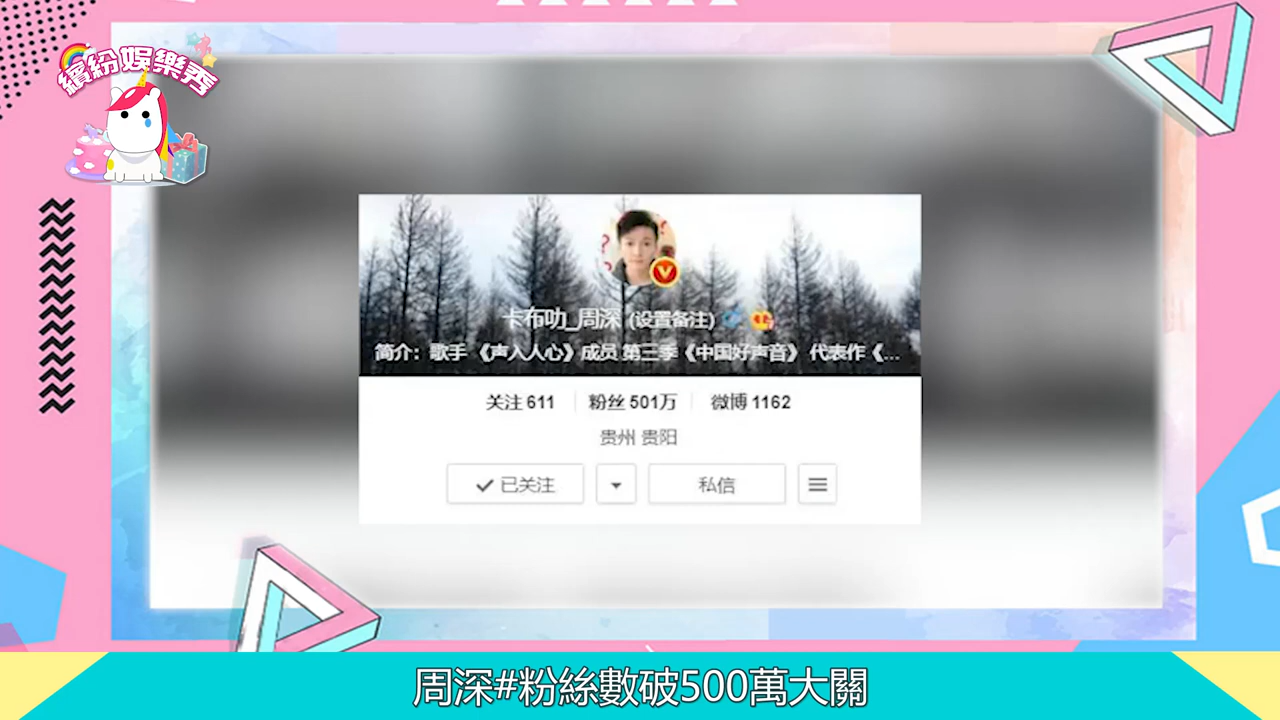 繽紛娛樂秀
卡布叻_周深 (设置备注)
简介: 歌手《声入人心》成员 第三季《中国好声音》 代表作《...
关注 611 粉丝 501万 微博 1162
贵州 贵阳
已关注 私信
周深#粉絲數破500萬大關